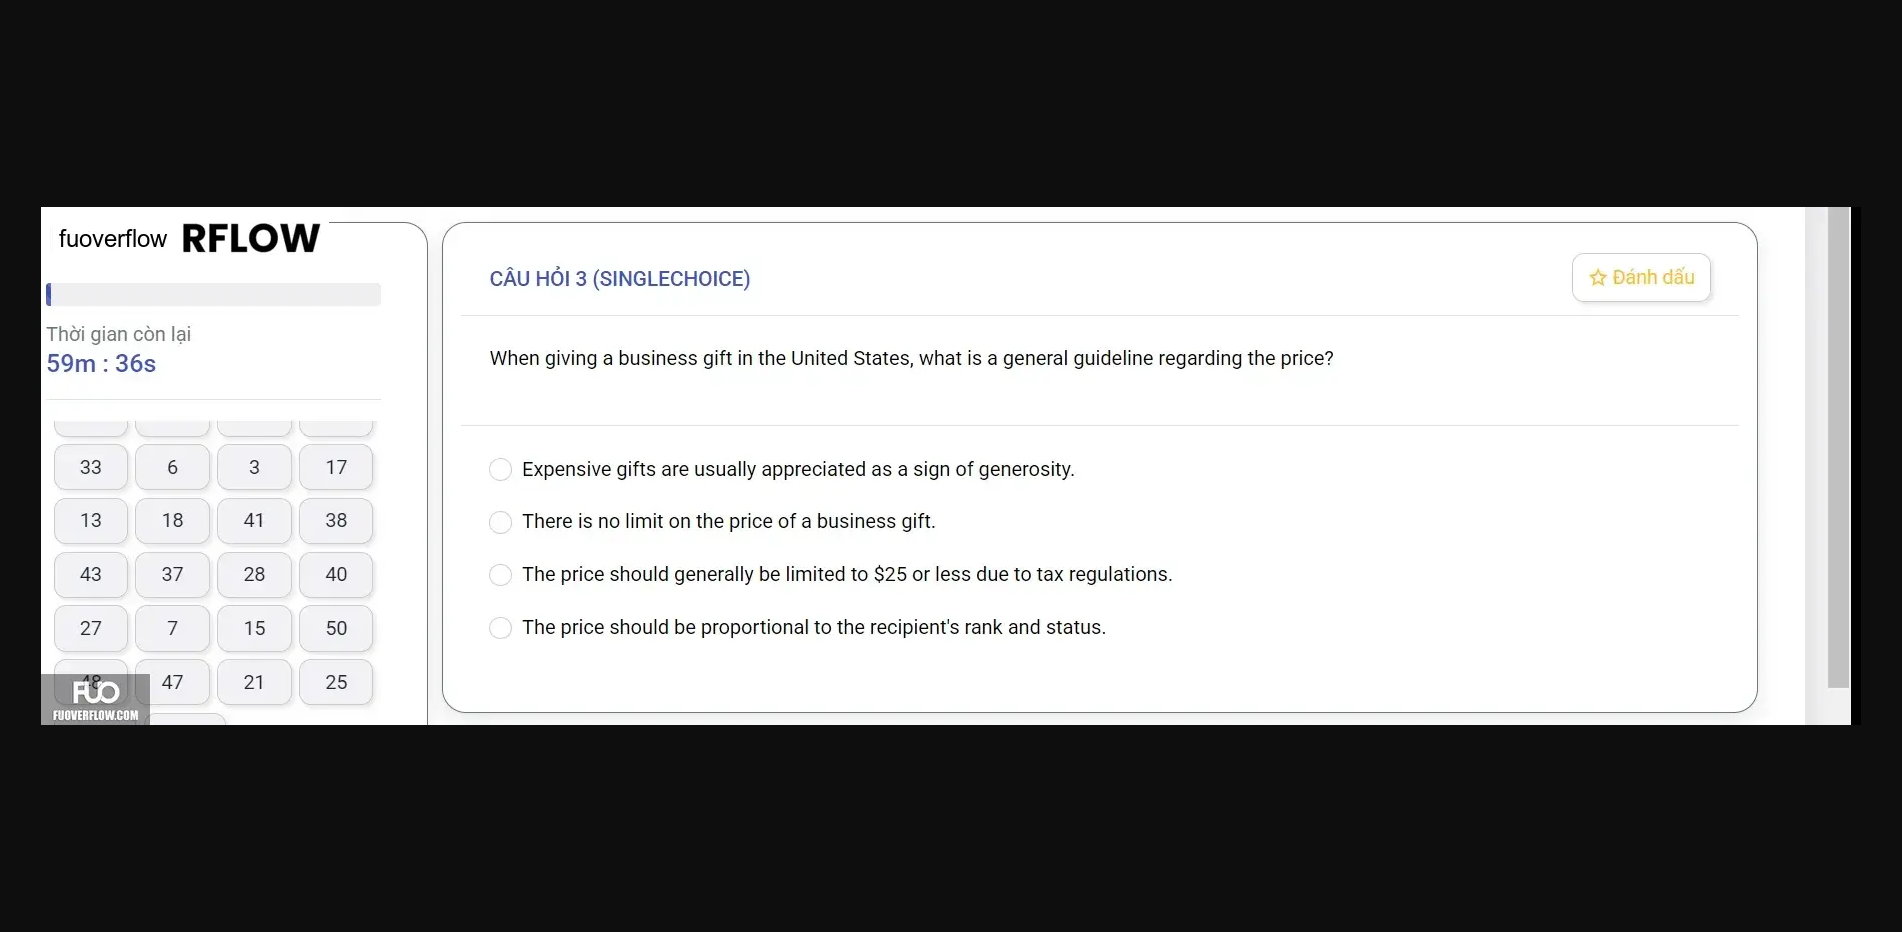 fuoverflow RFLOW
Thời gian còn lại
59m : 36s
33 6 3 17
13 18 41 38
43 37 28 40
27 7 15 50
48 47 21 25
FUO
FUOVERFLOW.COM
CÂU HỎI 3 (SINGLECHOICE)
Đánh dấu
When giving a business gift in the United States, what is a general guideline regarding the price?
Expensive gifts are usually appreciated as a sign of generosity.
There is no limit on the price of a business gift.
The price should generally be limited to $25 or less due to tax regulations.
The price should be proportional to the recipient's rank and status.